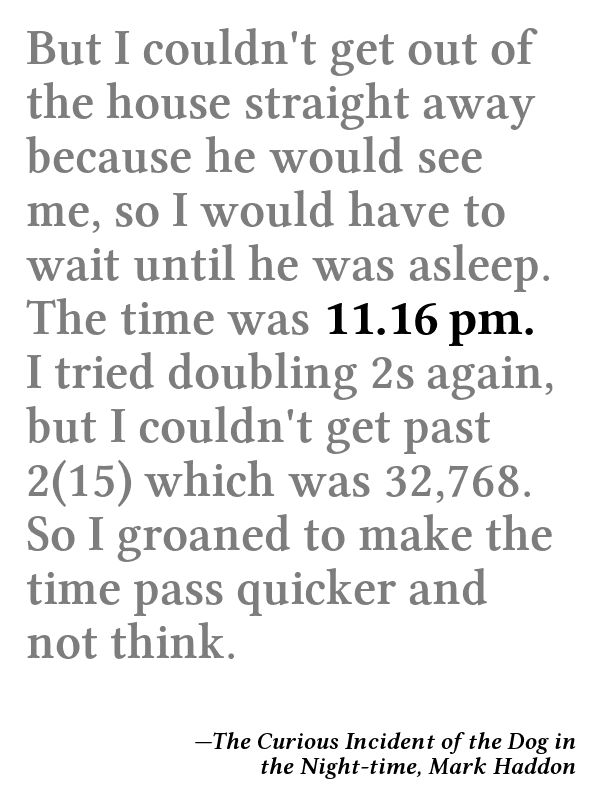 But I couldn't get out of
the house straight away
because he would see
me, so I would have to
wait until he was asleep.
The time was 11.16 pm.
I tried doubling 2s again,
but I couldn't get past
2(15) which was 32,768.
So I groaned to make the
time pass quicker and
not think.
—The Curious Incident of the Dog in
the Night-time, Mark Haddon